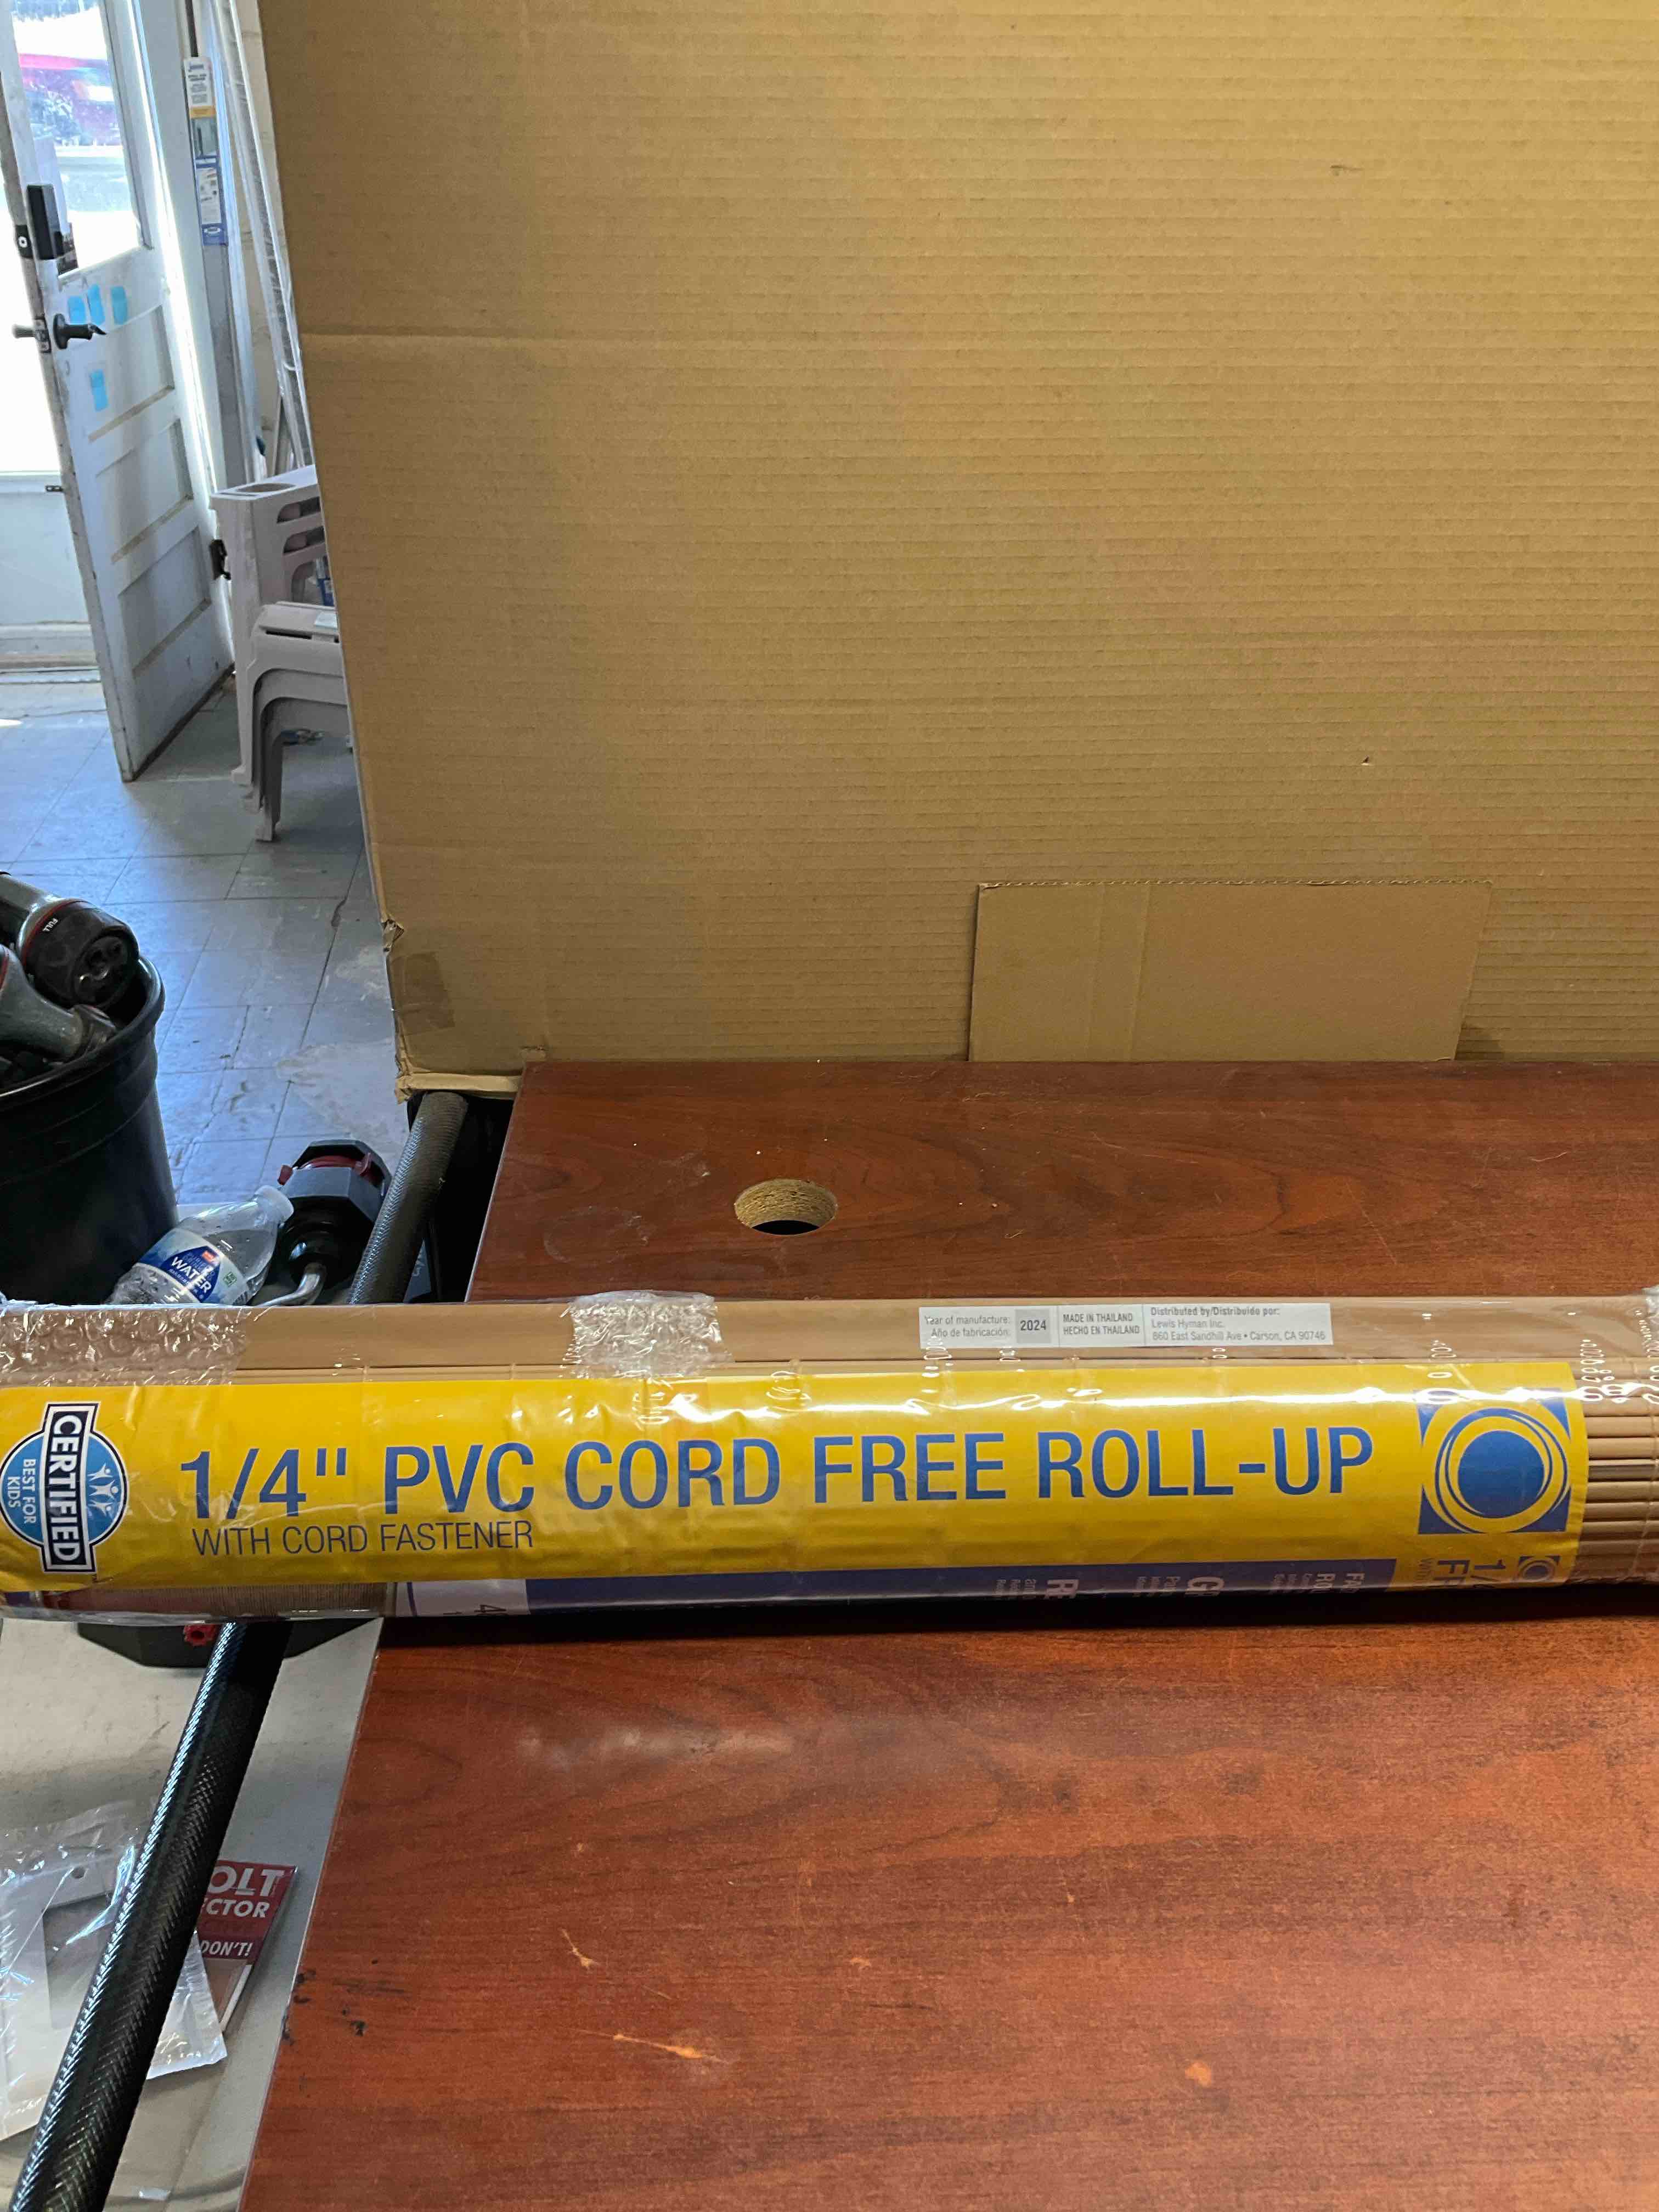 FULL
WATER
Year of manufacture:
Año de fabricación:
2024
MADE IN THAILAND
HECHO EN THAILAND
Distributed by/Distribuido por:
Lewis Hyman Inc.
860 East Sandhill Ave • Carson, CA 90746
CERTIFIED
BEST FOR
KIDS
1/4" PVC CORD FREE ROLL-UP
WITH CORD FASTENER
OLT
CTOR
DON'T!